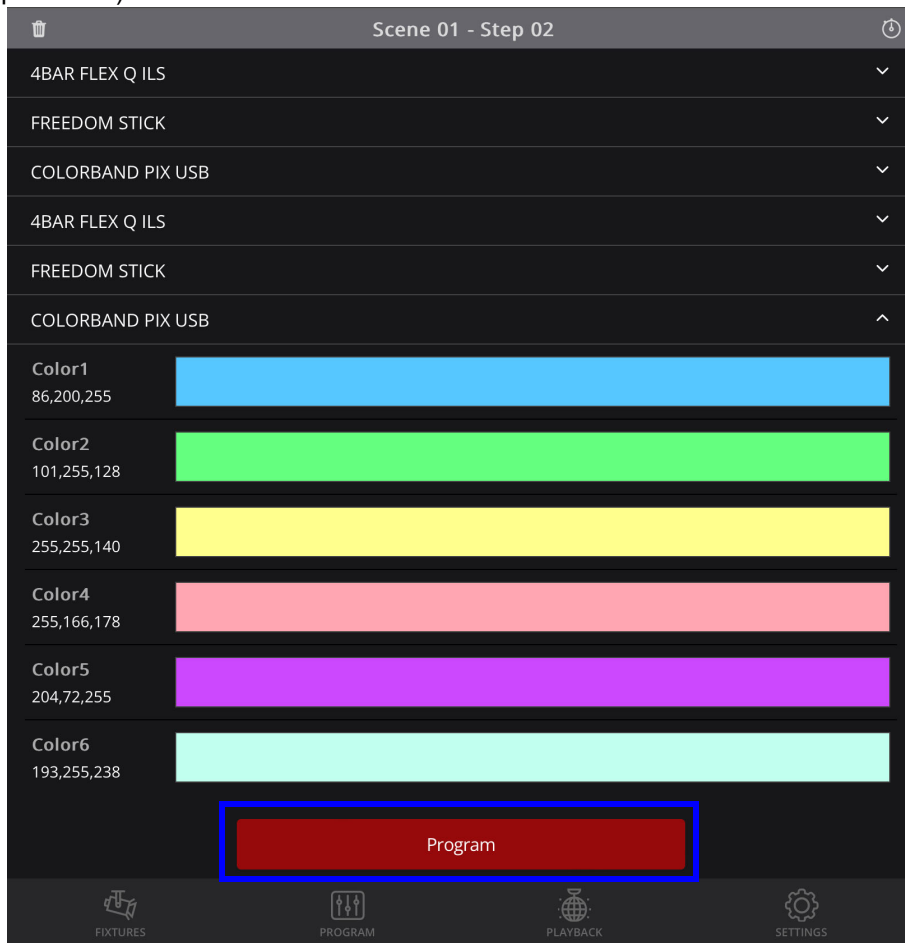 Scene 01 - Step 02
4BAR FLEX Q ILS
FREEDOM STICK
COLORBAND PIX USB
4BAR FLEX Q ILS
FREEDOM STICK
COLORBAND PIX USB
Color1
86,200,255
Color2
101,255,128
Color3
255,255,140
Color4
255,166,178
Color5
204,72,255
Color6
193,255,238
Program
FIXTURES PROGRAM PLAYBACK SETTINGS